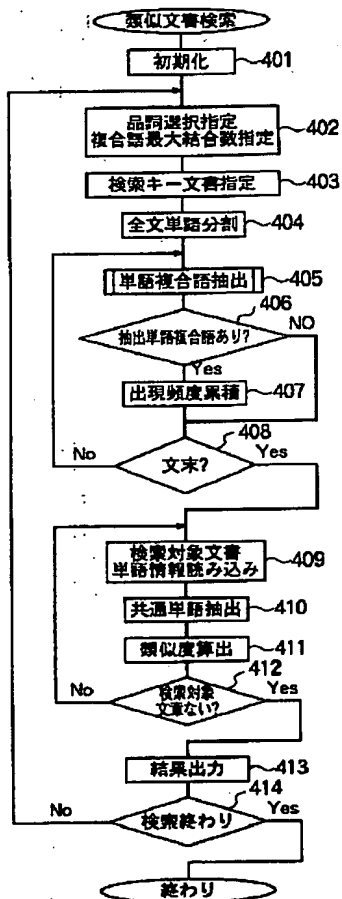 類似文書検索
初期化
401
品詞選択指定
複合語最大結合数指定
402
検索キー文書指定
403
全文単語分割
404
単語複合語抽出
405
406
抽出単語複合語あり?
NO
Yes
出現頻度累積
407
408
No
文末?
Yes
検索対象文書
単語情報読み込み
409
共通単語抽出
410
類似度算出
411
412
No
検索対象
文章ない?
Yes
結果出力
413
414
No
検索終わり
Yes
終わり